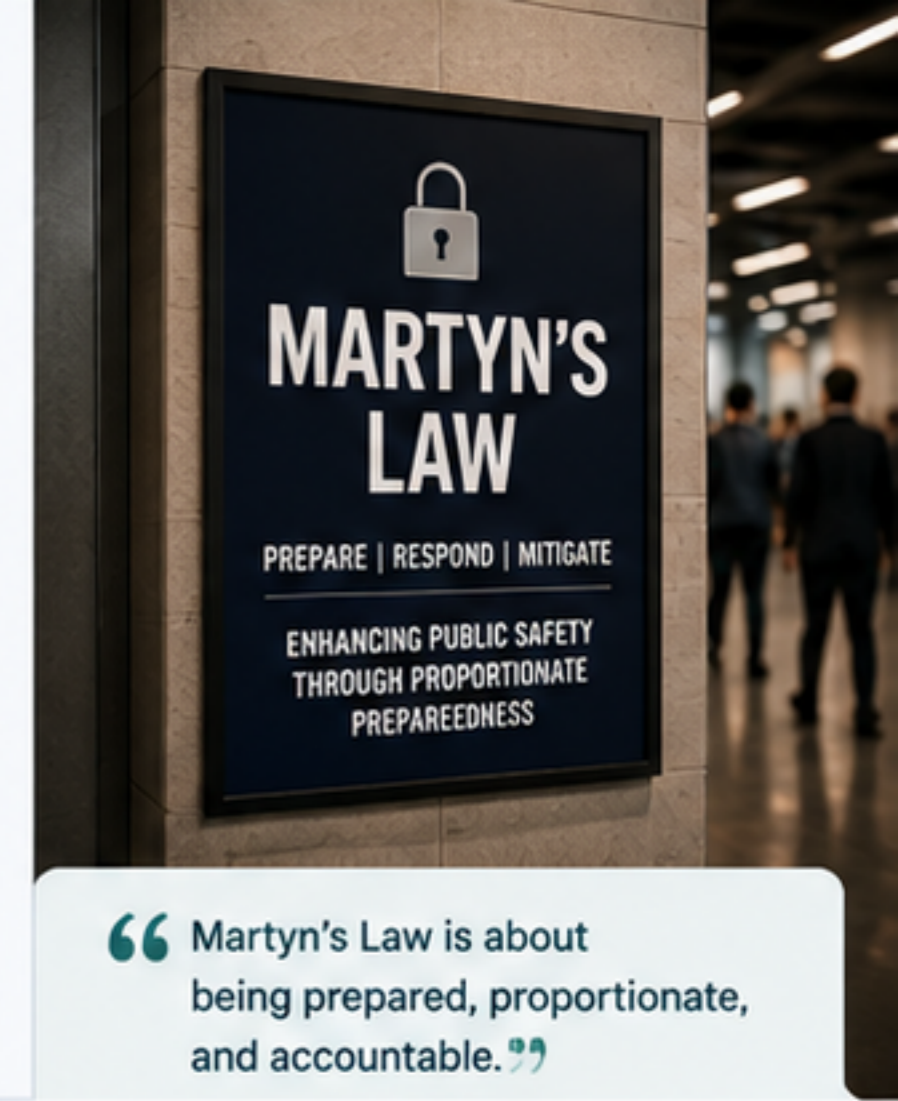 MARTYN'S
LAW
PREPARE | RESPOND | MITIGATE
ENHANCING PUBLIC SAFETY
THROUGH PROPORTIONATE
PREPAREEDNESS
“ Martyn's Law is about
being prepared, proportionate,
and accountable.”